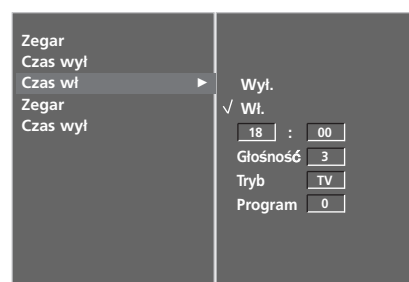 Zegar
Czas wył
Czas wł ►
Zegar
Czas wył
Wył.
√ Wł.
18 : 00
Głośność 3
Tryb TV
Program 0